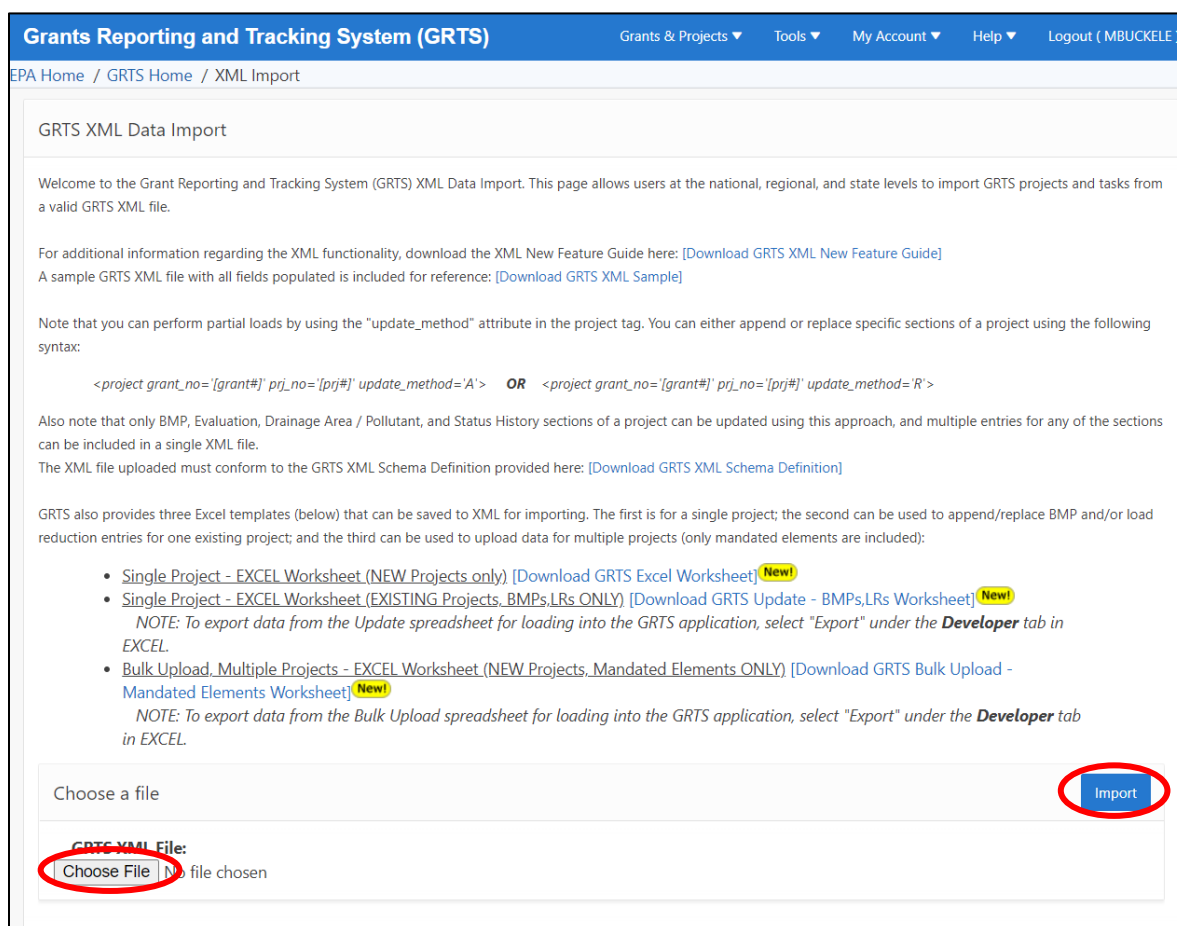 Grants Reporting and Tracking System (GRTS) Grants & Projects ▼ Tools ▼ My Account ▼ Help ▼ Logout ( MBUCKELE )
EPA Home / GRTS Home / XML Import
GRTS XML Data Import
Welcome to the Grant Reporting and Tracking System (GRTS) XML Data Import. This page allows users at the national, regional, and state levels to import GRTS projects and tasks from
a valid GRTS XML file.
For additional information regarding the XML functionality, download the XML New Feature Guide here: [Download GRTS XML New Feature Guide]
A sample GRTS XML file with all fields populated is included for reference: [Download GRTS XML Sample]
Note that you can perform partial loads by using the "update_method" attribute in the project tag. You can either append or replace specific sections of a project using the following
syntax:
<project grant_no='[grant#]' prj_no='[prj#]' update_method='A'> OR <project grant_no='[grant#]' prj_no='[prj#]' update_method='R'>
Also note that only BMP, Evaluation, Drainage Area / Pollutant, and Status History sections of a project can be updated using this approach, and multiple entries for any of the sections
can be included in a single XML file.
The XML file uploaded must conform to the GRTS XML Schema Definition provided here: [Download GRTS XML Schema Definition]
GRTS also provides three Excel templates (below) that can be saved to XML for importing. The first is for a single project; the second can be used to append/replace BMP and/or load
reduction entries for one existing project; and the third can be used to upload data for multiple projects (only mandated elements are included):
• Single Project - EXCEL Worksheet (NEW Projects only) [Download GRTS Excel Worksheet] New!
• Single Project - EXCEL Worksheet (EXISTING Projects, BMPs,LRs ONLY) [Download GRTS Update - BMPs,LRs Worksheet] New!
NOTE: To export data from the Update spreadsheet for loading into the GRTS application, select "Export" under the Developer tab in
EXCEL.
• Bulk Upload, Multiple Projects - EXCEL Worksheet (NEW Projects, Mandated Elements ONLY) [Download GRTS Bulk Upload -
Mandated Elements Worksheet] New!
NOTE: To export data from the Bulk Upload spreadsheet for loading into the GRTS application, select "Export" under the Developer tab
in EXCEL.
Choose a file Import
GRTS XML File:
Choose File No file chosen